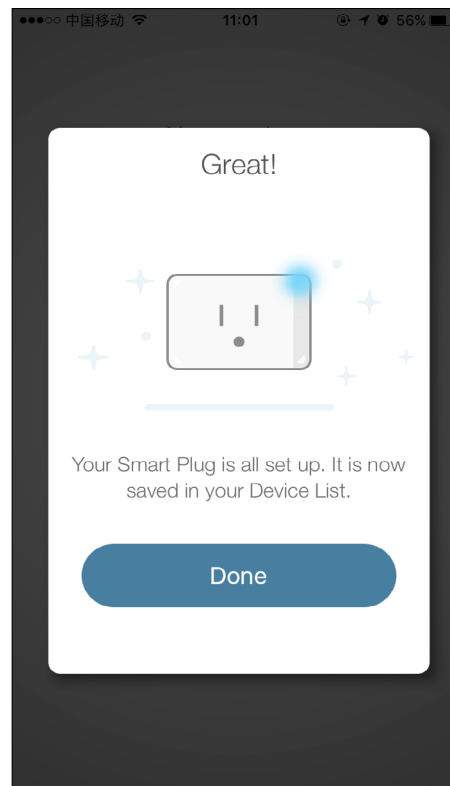 中国移动 11:01 56%
Great!
Your Smart Plug is all set up. It is now
saved in your Device List.
Done